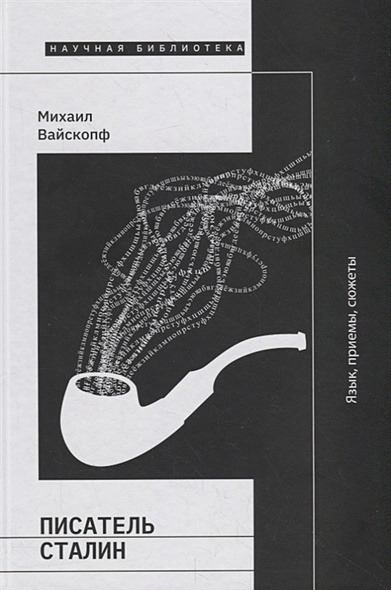 НАУЧНАЯ БИБЛИОТЕКА
Михаил
Вайскопф
Язык, приемы, сюжеты
ПИСАТЕЛЬ
СТАЛИН